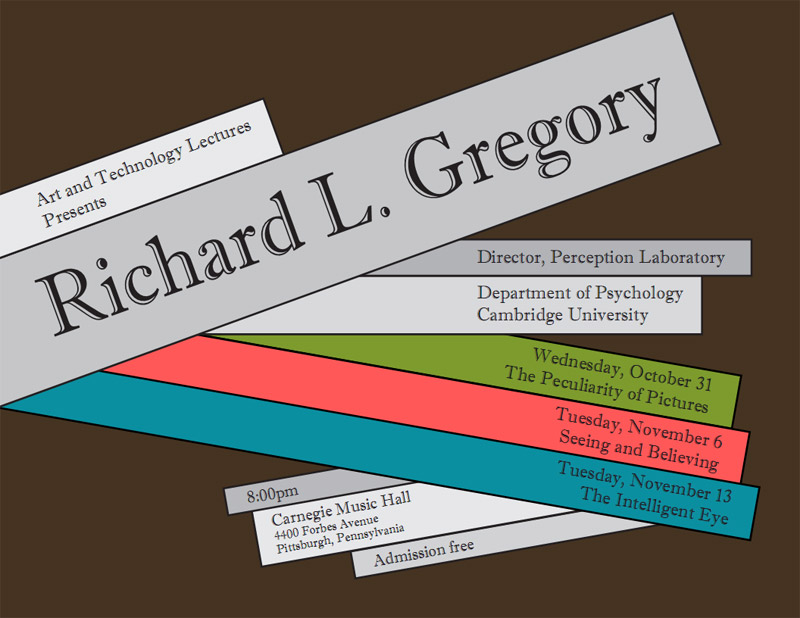 Art and Technology Lectures
Presents
Richard L. Gregory
Director, Perception Laboratory
Department of Psychology
Cambridge University
Wednesday, October 31
The Peculiarity of Pictures
Tuesday, November 6
Seeing and Believing
Tuesday, November 13
The Intelligent Eye
8:00pm
Carnegie Music Hall
4400 Forbes Avenue
Pittsburgh, Pennsylvania
Admission free